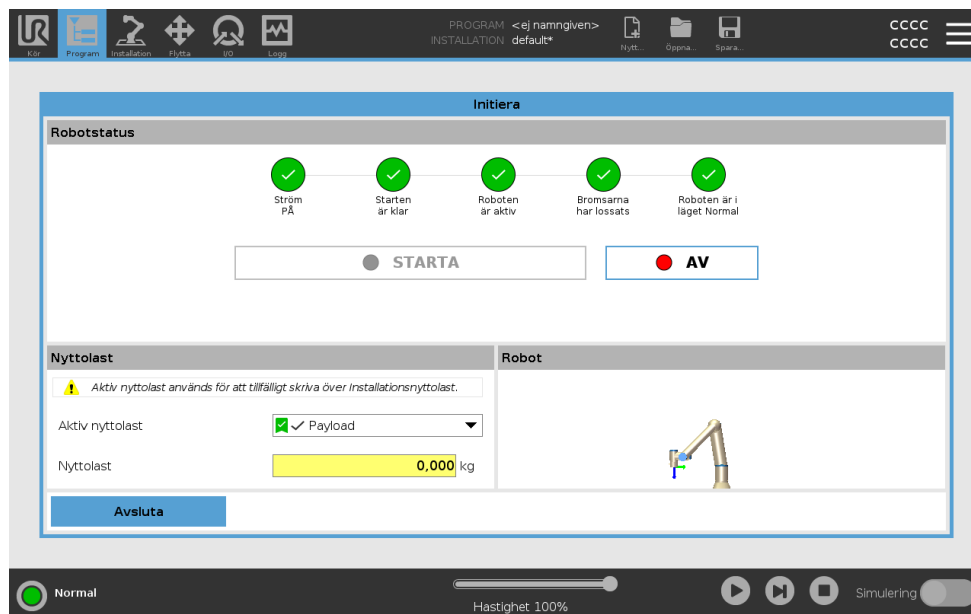 UR
PROGRAM <ej namngiven>
INSTALLATION default*
CCCC
CCCC
Kör Program Installation Flytta I/O Logg Nytt... Öppna... Spara...
Initiera
Robotstatus
Ström
PÅ
Starten
är klar
Roboten
är aktiv
Bromsarna
har lossats
Roboten är i
läget Normal
STARTA AV
Nyttolast Robot
Aktiv nyttolast används för att tillfälligt skriva över Installationsnyttolast.
Aktiv nyttolast Payload
Nyttolast 0,000 kg
Avsluta
Normal
Hastighet 100%
Simulering